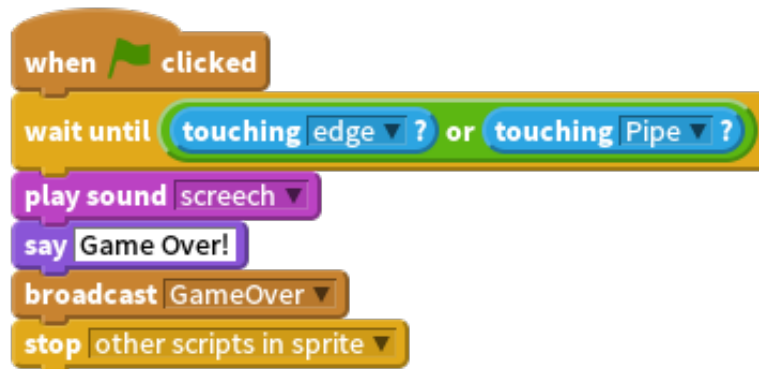 when clicked
wait until touching edge ? or touching Pipe ?
play sound screech
say Game Over!
broadcast GameOver
stop other scripts in sprite